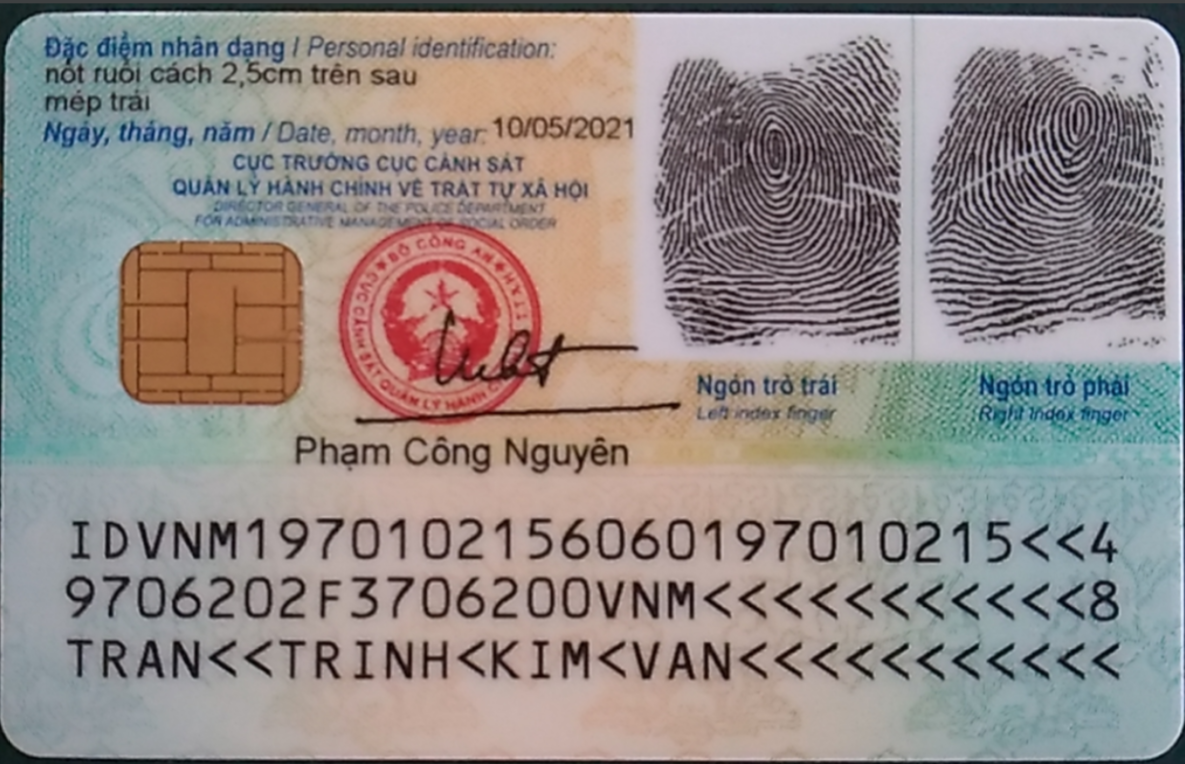 Đặc điểm nhân dạng / Personal identification:
nốt ruồi cách 2,5cm trên sau
mép trái
Ngày, tháng, năm / Date, month, year: 10/05/2021
CỤC TRƯỞNG CỤC CẢNH SÁT
QUẢN LÝ HÀNH CHÍNH VỀ TRẬT TỰ XÃ HỘI
DIRECTOR GENERAL OF THE POLICE DEPARTMENT
FOR ADMINISTRATIVE MANAGEMENT OF SOCIAL ORDER
BỘ CÔNG AN
CỤC CẢNH SÁT QUẢN LÝ HÀNH
Ngón trỏ trái
Left index finger
Ngón trỏ phải
Right index finger
Phạm Công Nguyên
IDVNM1970102156060197010215<<4
9706202F3706200VNM<<<<<<<<<<<8
TRAN<<TRINH<KIM<VAN<<<<<<<<<<<